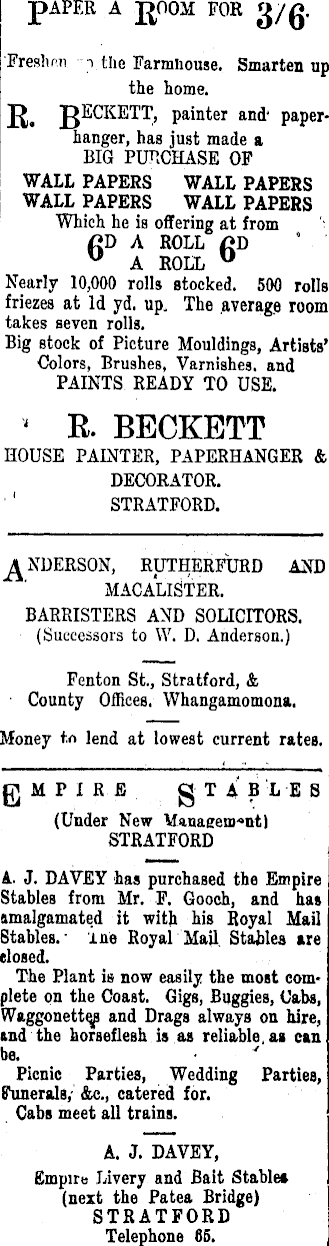 PAPER A ROOM FOR 3/6.
Freshen up the Farmhouse. Smarten up
the home.
R. BECKETT, painter and paper-
hanger, has just made a
BIG PURCHASE OF
WALL PAPERS WALL PAPERS
WALL PAPERS WALL PAPERS
Which he is offering at from
6D A ROLL 6D
A ROLL
Nearly 10,000 rolls stocked. 500 rolls
friezes at 1d yd. up. The average room
takes seven rolls.
Big stock of Picture Mouldings, Artists'
Colors, Brushes, Varnishes, and
PAINTS READY TO USE.
R. BECKETT
HOUSE PAINTER, PAPERHANGER &
DECORATOR.
STRATFORD.
ANDERSON, RUTHERFURD AND
MACALISTER.
BARRISTERS AND SOLICITORS.
(Successors to W. D. Anderson.)
Fenton St., Stratford, &
County Offices, Whangamomona.
Money to lend at lowest current rates.
EMPIRE STABLES
(Under New Management)
STRATFORD
A. J. DAVEY has purchased the Empire
Stables from Mr. F. Gooch, and has
amalgamated it with his Royal Mail
Stables. The Royal Mail Stables are
closed.
The Plant is now easily the most com-
plete on the Coast. Gigs, Buggies, Cabs,
Waggonettes and Drags always on hire,
and the horseflesh is as reliable as can
be.
Picnic Parties, Wedding Parties,
Funerals, &c., catered for.
Cabs meet all trains.
A. J. DAVEY,
Empire Livery and Bait Stables
(next the Patea Bridge)
STRATFORD
Telephone 65.